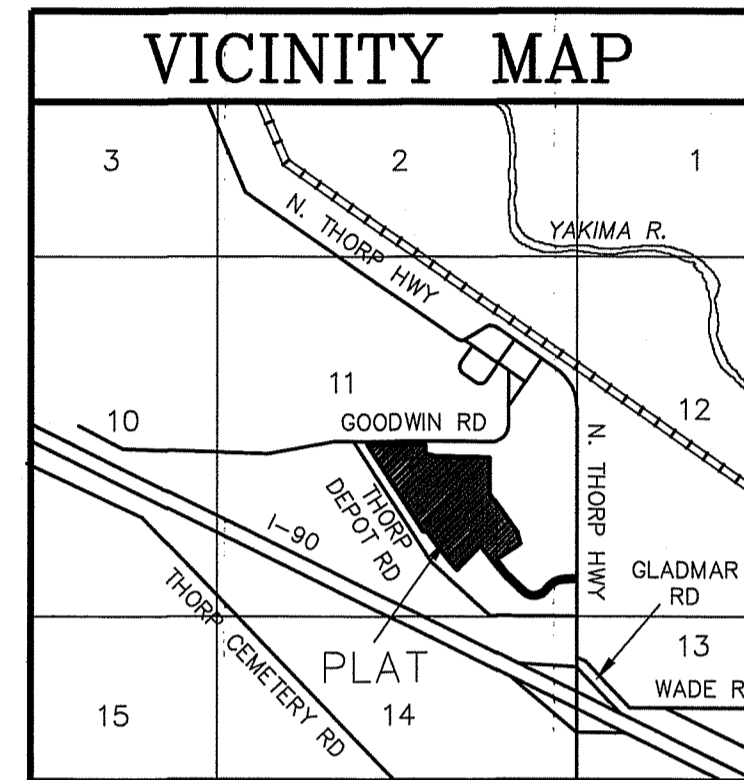 VICINITY MAP
3
2
1
N. THORP HWY
YAKIMA R.
11
10
12
GOODWIN RD
N. THORP HWY
THORP
DEPOT RD
I-90
GLADMAR
RD
THORP CEMETERY RD
PLAT
13
WADE R
15
14